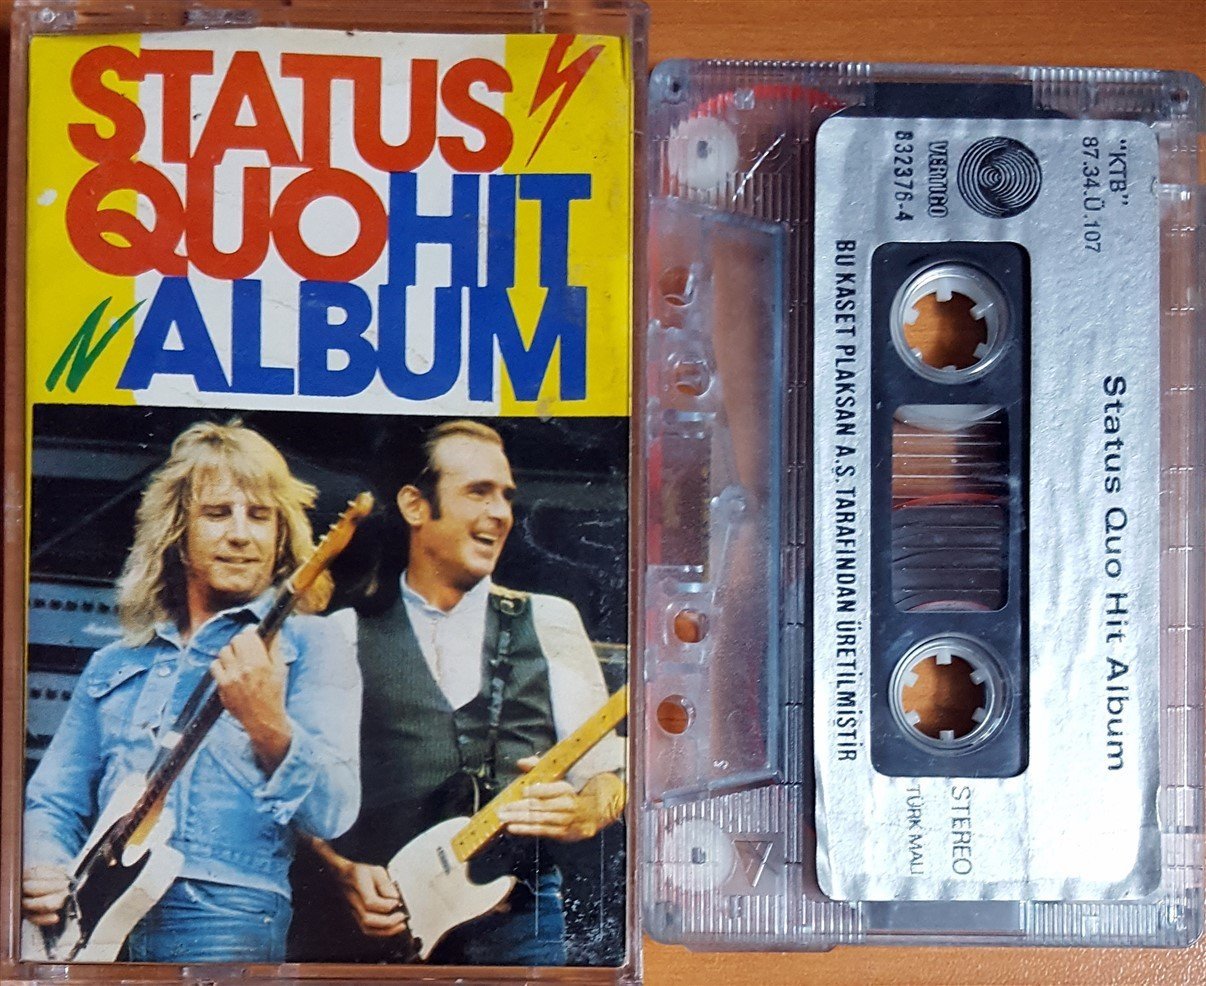 STATUS
QUO HIT
ALBUM
"KTB"
87.34.Ü.107
VERTIGO
832376-4
Status Quo Hit Album
BU KASET PLAKSAN A.S. TARAFINDAN ÜRETİLMİSTİR
STEREO
TÜRK MALI